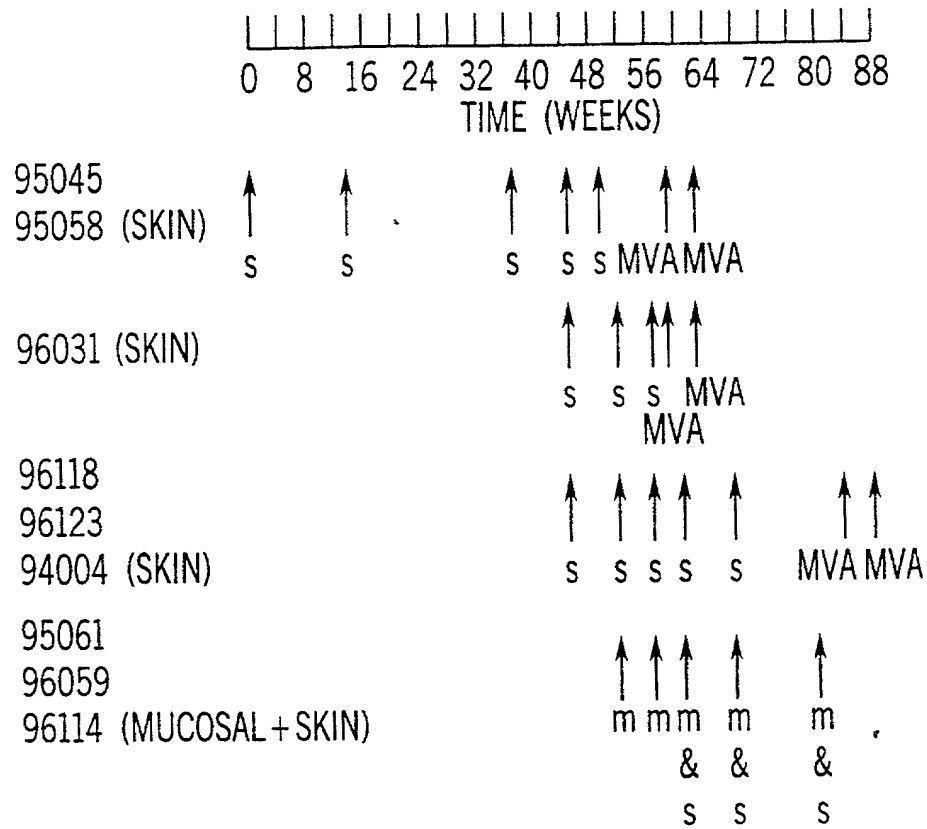 0 8 16 24 32 40 48 56 64 72 80 88
TIME (WEEKS)
95045
95058 (SKIN)
s s s s s MVA MVA
96031 (SKIN)
s s s MVA
MVA
96118
96123
94004 (SKIN)
s s s s s MVA MVA
95061
96059
96114 (MUCOSAL+SKIN)
m m m m m
& & &
s s s